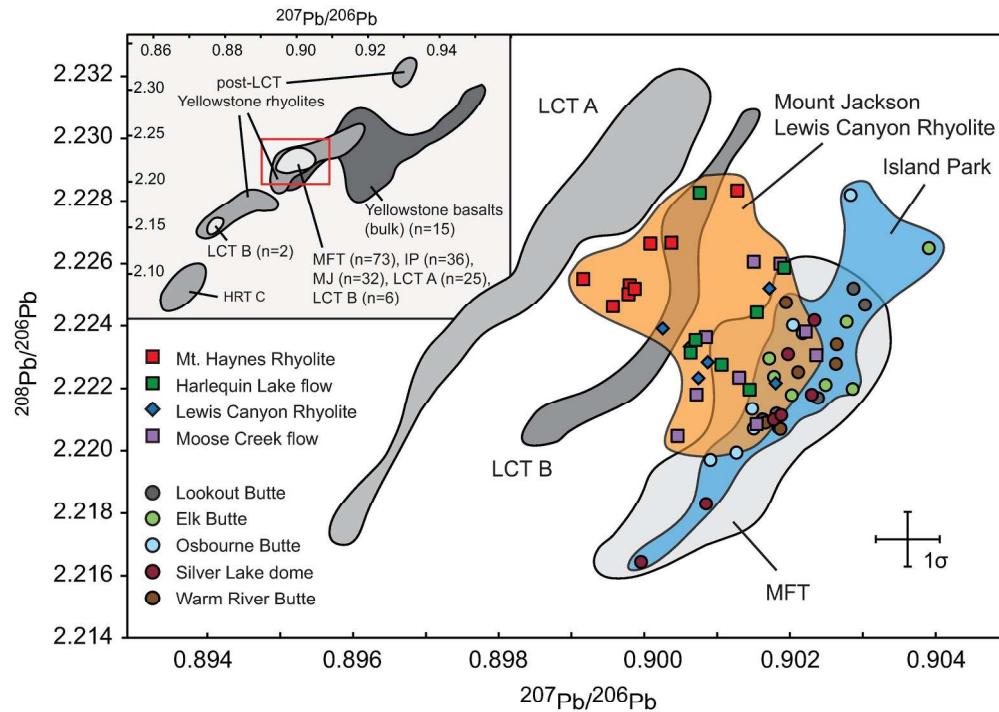 ²⁰⁷Pb/²⁰⁶Pb
0.86 0.88 0.90 0.92 0.94
2.30
2.25
2.20
2.15
2.10
post-LCT
Yellowstone rhyolites
Yellowstone basalts
(bulk) (n=15)
LCT B (n=2)
MFT (n=73), IP (n=36),
MJ (n=32), LCT A (n=25),
LCT B (n=6)
HRT C
²⁰⁸Pb/²⁰⁶Pb
2.232
2.230
2.228
2.226
2.224
2.222
2.220
2.218
2.216
2.214
LCT A
Mount Jackson
Lewis Canyon Rhyolite
Island Park
LCT B
MFT
1σ
Mt. Haynes Rhyolite
Harlequin Lake flow
Lewis Canyon Rhyolite
Moose Creek flow
Lookout Butte
Elk Butte
Osbourne Butte
Silver Lake dome
Warm River Butte
0.894 0.896 0.898 0.900 0.902 0.904
²⁰⁷Pb/²⁰⁶Pb